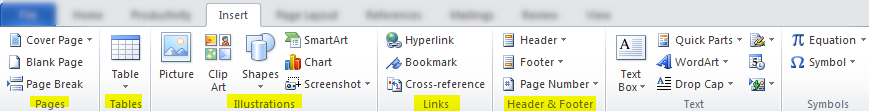 File Home Productivity Insert Page Layout References Mailings Review View
Cover Page Table Picture Clip Art Shapes SmartArt Hyperlink Header Text Box Quick Parts Equation
Blank Page Chart Bookmark Footer WordArt Symbol
Page Break Screenshot Cross-reference Page Number Drop Cap
Pages Tables Illustrations Links Header & Footer Text Symbols